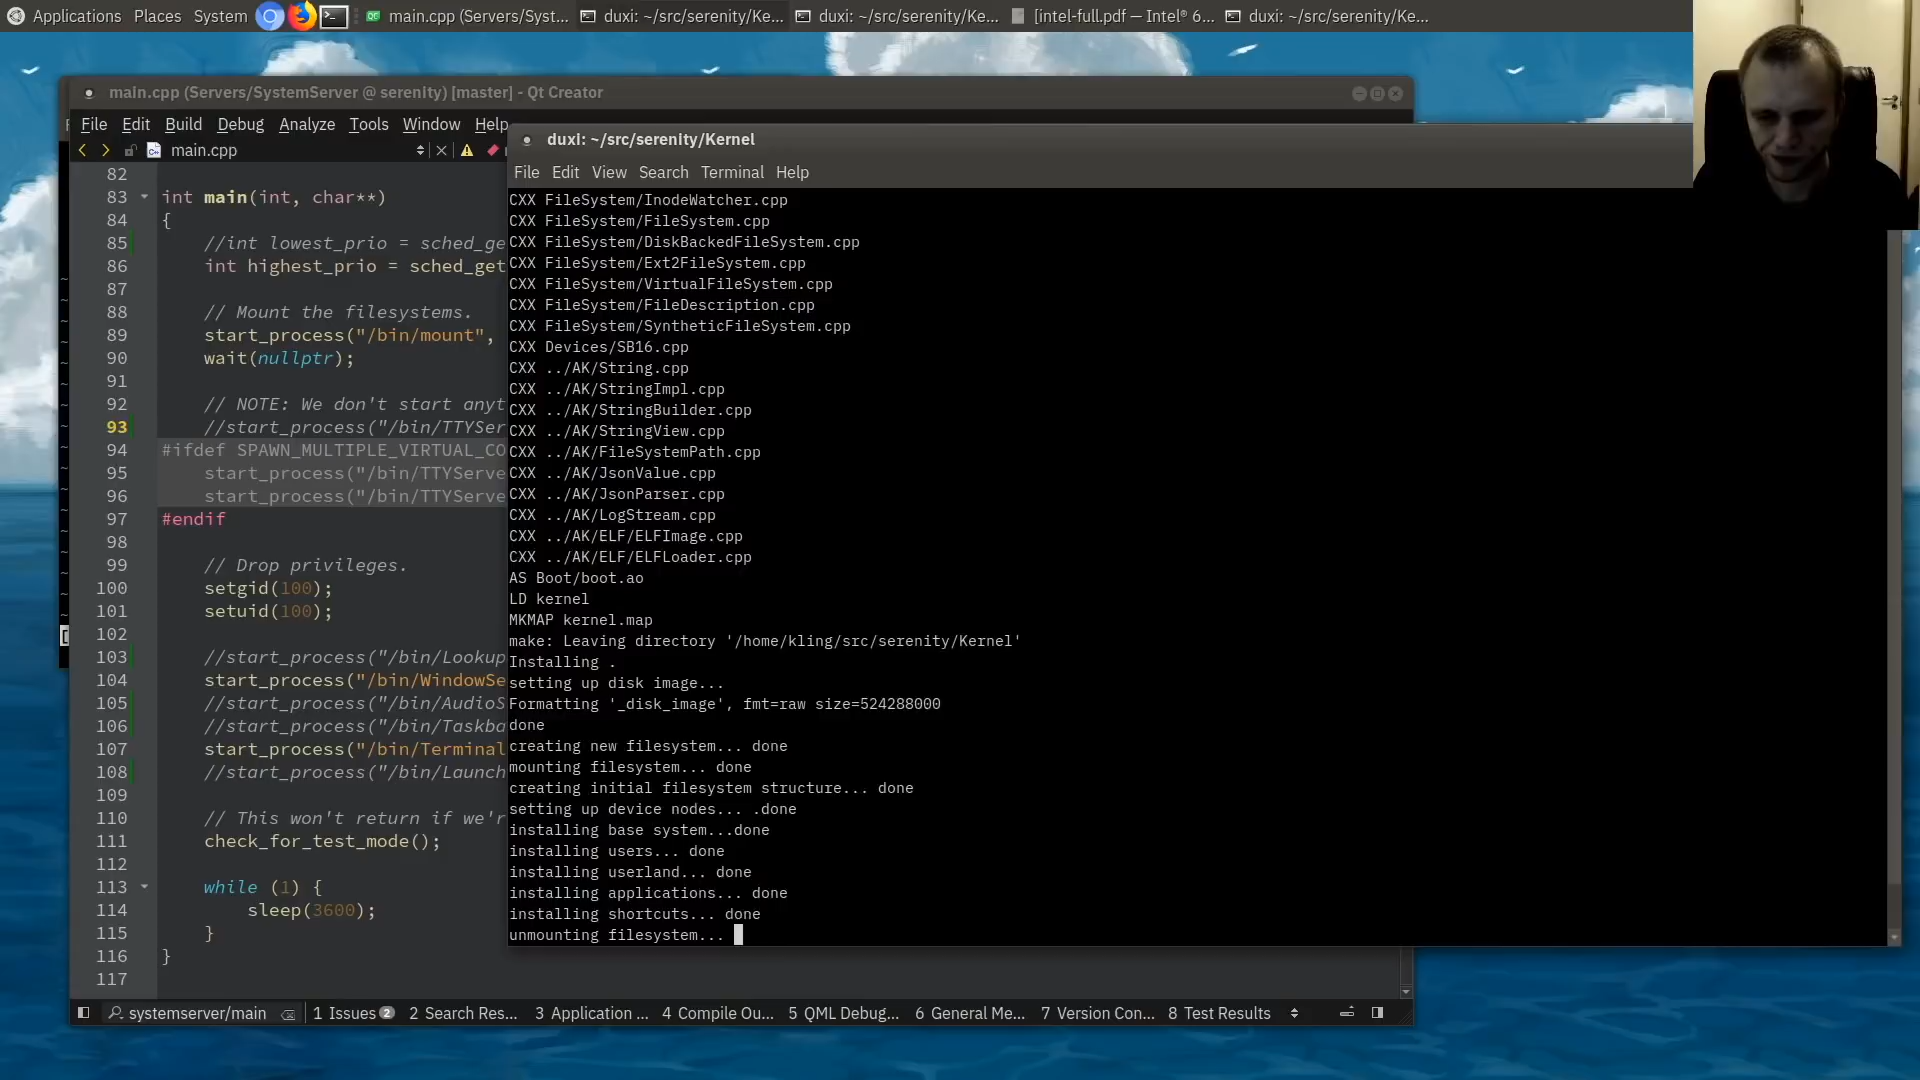 Applications Places System main.cpp (Servers/Syst... duxi: ~/src/serenity/Ke... duxi: ~/src/serenity/Ke... [intel-full.pdf — Intel® 6... duxi: ~/src/serenity/Ke...
main.cpp (Servers/SystemServer @ serenity) [master] - Qt Creator
File Edit Build Debug Analyze Tools Window Help
main.cpp
82
83 int main(int, char**)
84 {
85 //int lowest_prio = sched_ge
86 int highest_prio = sched_get
87
88 // Mount the filesystems.
89 start_process("/bin/mount",
90 wait(nullptr);
91
92 // NOTE: We don't start anyt
93 //start_process("/bin/TTYSer
94 #ifdef SPAWN_MULTIPLE_VIRTUAL_CO
95 start_process("/bin/TTYServe
96 start_process("/bin/TTYServe
97 #endif
98
99 // Drop privileges.
100 setgid(100);
101 setuid(100);
102
103 //start_process("/bin/Lookup
104 start_process("/bin/WindowSe
105 //start_process("/bin/AudioS
106 //start_process("/bin/Taskba
107 start_process("/bin/Terminal
108 //start_process("/bin/Launch
109
110 // This won't return if we'r
111 check_for_test_mode();
112
113 while (1) {
114 sleep(3600);
115 }
116 }
117
systemserver/main 1 Issues 2 2 Search Res... 3 Application ... 4 Compile Ou... 5 QML Debug... 6 General Me... 7 Version Con... 8 Test Results
duxi: ~/src/serenity/Kernel
File Edit View Search Terminal Help
CXX FileSystem/InodeWatcher.cpp
CXX FileSystem/FileSystem.cpp
CXX FileSystem/DiskBackedFileSystem.cpp
CXX FileSystem/Ext2FileSystem.cpp
CXX FileSystem/VirtualFileSystem.cpp
CXX FileSystem/FileDescription.cpp
CXX FileSystem/SyntheticFileSystem.cpp
CXX Devices/SB16.cpp
CXX ../AK/String.cpp
CXX ../AK/StringImpl.cpp
CXX ../AK/StringBuilder.cpp
CXX ../AK/StringView.cpp
CXX ../AK/FileSystemPath.cpp
CXX ../AK/JsonValue.cpp
CXX ../AK/JsonParser.cpp
CXX ../AK/LogStream.cpp
CXX ../AK/ELF/ELFImage.cpp
CXX ../AK/ELF/ELFLoader.cpp
AS Boot/boot.ao
LD kernel
MKMAP kernel.map
make: Leaving directory '/home/kling/src/serenity/Kernel'
Installing .
setting up disk image...
Formatting '_disk_image', fmt=raw size=524288000
done
creating new filesystem... done
mounting filesystem... done
creating initial filesystem structure... done
setting up device nodes... .done
installing base system...done
installing users... done
installing userland... done
installing applications... done
installing shortcuts... done
unmounting filesystem...